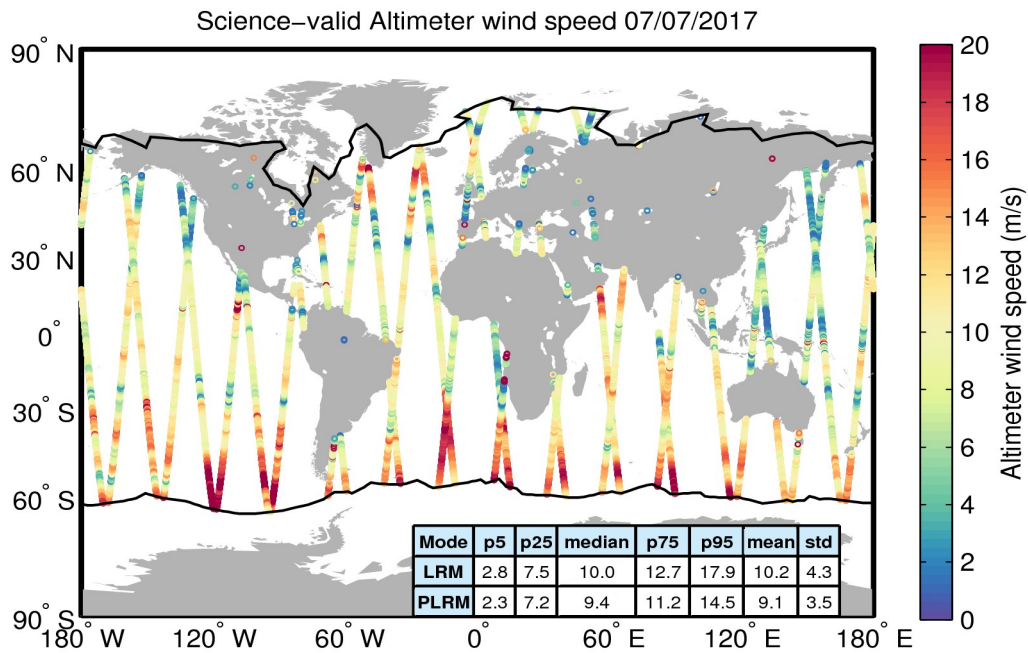 Science−valid Altimeter wind speed 07/07/2017
90° N
60° N
30° N
0°
30° S
60° S
90° S
180° W
120° W
60° W
0°
60° E
120° E
180° E
Mode p5 p25 median p75 p95 mean std
LRM 2.8 7.5 10.0 12.7 17.9 10.2 4.3
PLRM 2.3 7.2 9.4 11.2 14.5 9.1 3.5
20
18
16
14
12
10
8
6
4
2
0
Altimeter wind speed (m/s)